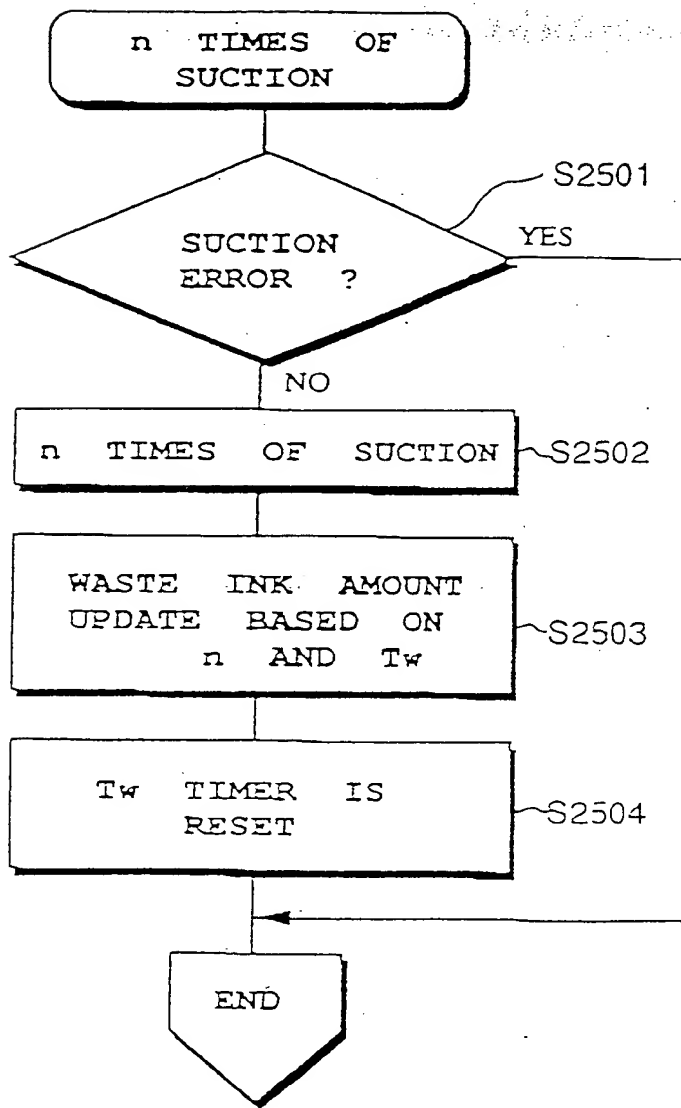 n TIMES OF
SUCTION
S2501
SUCTION
ERROR ?
YES
NO
n TIMES OF SUCTION
S2502
WASTE INK AMOUNT
UPDATE BASED ON
n AND Tw
S2503
Tw TIMER IS
RESET
S2504
END